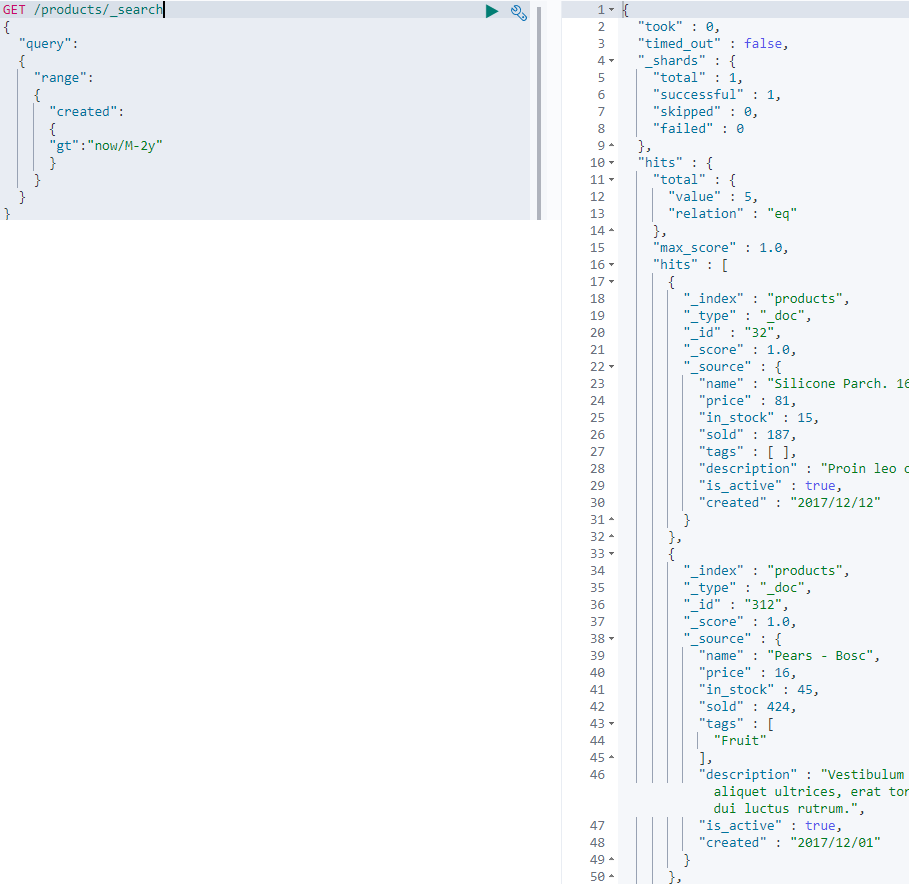 GET /products/_search
{
"query":
{
"range":
{
"created":
{
"gt":"now/M-2y"
}
}
}
}
1 {
2 "took" : 0,
3 "timed_out" : false,
4 "_shards" : {
5 "total" : 1,
6 "successful" : 1,
7 "skipped" : 0,
8 "failed" : 0
9 },
10 "hits" : {
11 "total" : {
12 "value" : 5,
13 "relation" : "eq"
14 },
15 "max_score" : 1.0,
16 "hits" : [
17 {
18 "_index" : "products",
19 "_type" : "_doc",
20 "_id" : "32",
21 "_score" : 1.0,
22 "_source" : {
23 "name" : "Silicone Parch. 16
24 "price" : 81,
25 "in_stock" : 15,
26 "sold" : 187,
27 "tags" : [ ],
28 "description" : "Proin leo
29 "is_active" : true,
30 "created" : "2017/12/12"
31 }
32 },
33 {
34 "_index" : "products",
35 "_type" : "_doc",
36 "_id" : "312",
37 "_score" : 1.0,
38 "_source" : {
39 "name" : "Pears - Bosc",
40 "price" : 16,
41 "in_stock" : 45,
42 "sold" : 424,
43 "tags" : [
44 "Fruit"
45 ],
46 "description" : "Vestibulum
aliquet ultrices, erat tor
dui luctus rutrum.",
47 "is_active" : true,
48 "created" : "2017/12/01"
49 }
50 },